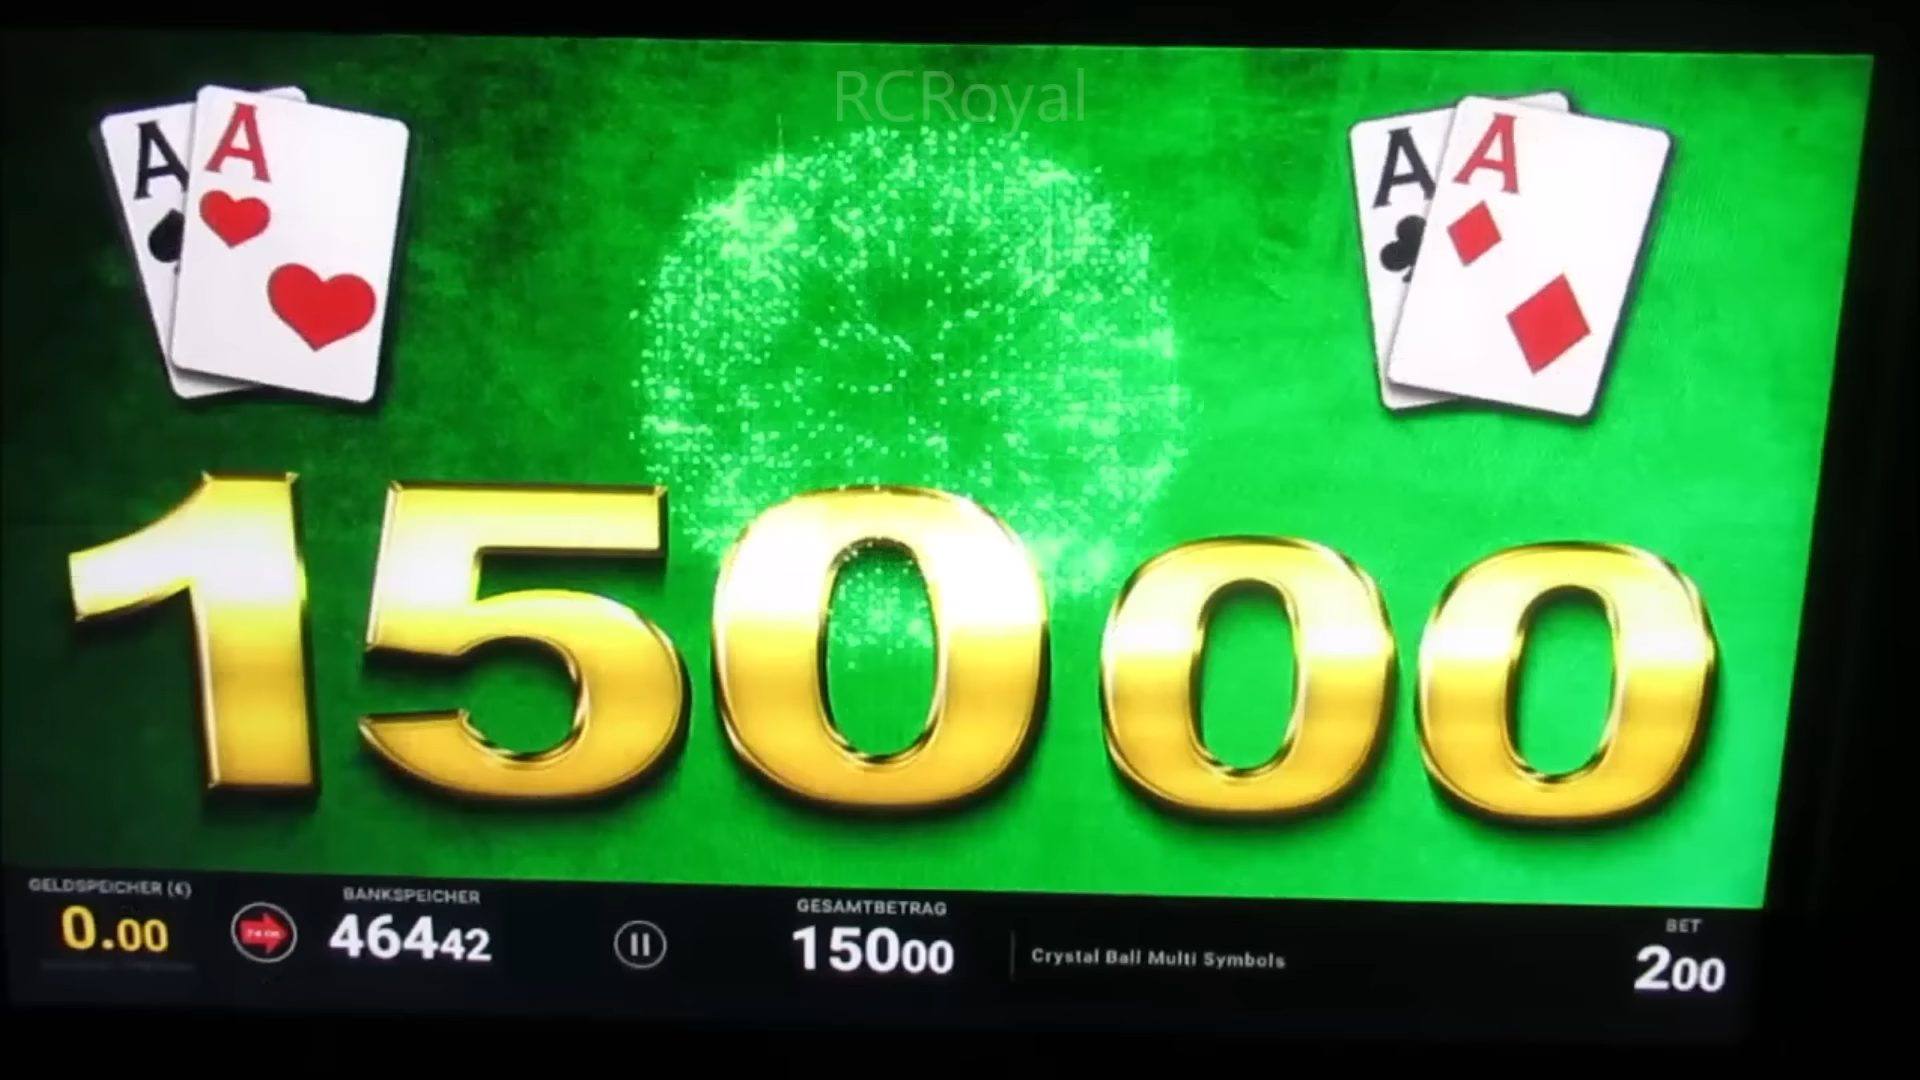 RCRoyal
A A
A A
15000
GELDSPEICHER (€)
0.00
BANKSPEICHER
46442
GESAMTBETRAG
15000
Crystal Ball Multi Symbols
BET
200